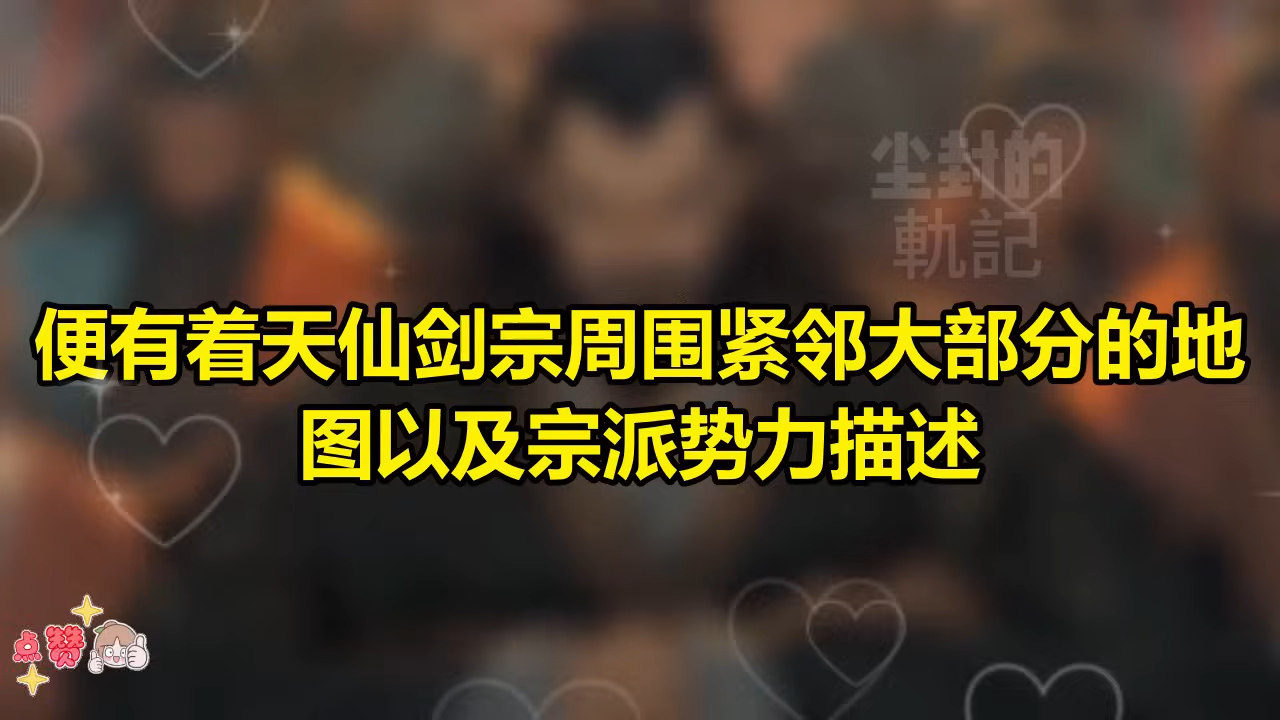 尘封的
軌記
便有着天仙剑宗周围紧邻大部分的地
图以及宗派势力描述
点赞